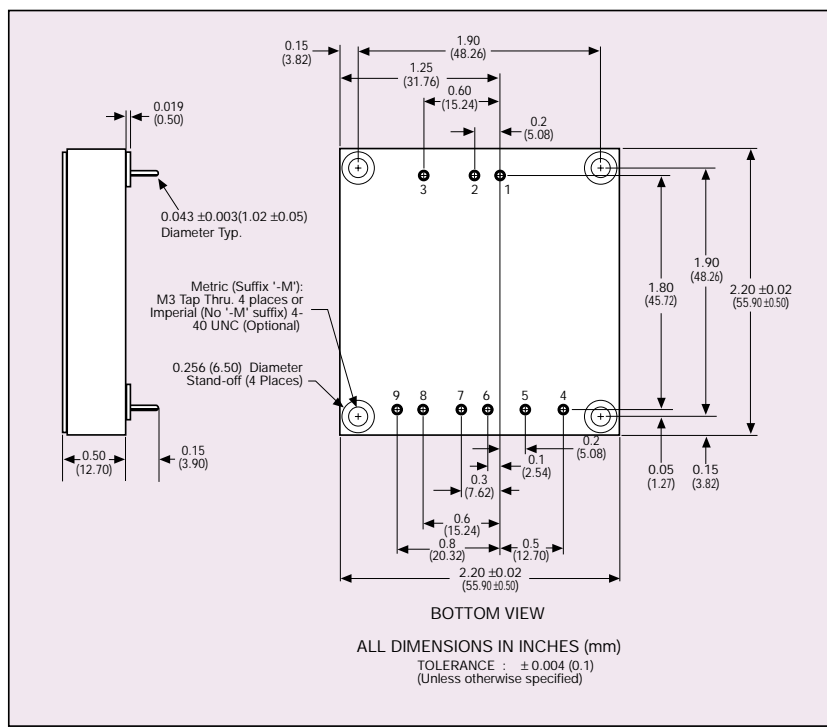 0.15
(3.82)
1.90
(48.26)
1.25
(31.76)
0.60
(15.24)
0.2
(5.08)
0.019
(0.50)
3 2 1
0.043 ±0.003(1.02 ±0.05)
Diameter Typ.
Metric (Suffix '-M'):
M3 Tap Thru. 4 places or
Imperial (No '-M' suffix) 4-
40 UNC (Optional)
0.256 (6.50) Diameter
Stand-off (4 Places)
1.80
(45.72)
1.90
(48.26)
2.20 ±0.02
(55.90 ±0.50)
9 8 7 6 5 4
0.50
(12.70)
0.15
(3.90)
0.2
(5.08)
0.1
(2.54)
0.3
(7.62)
0.05
(1.27)
0.15
(3.82)
0.6
(15.24)
0.8
(20.32)
0.5
(12.70)
2.20 ±0.02
(55.90 ±0.50)
BOTTOM VIEW
ALL DIMENSIONS IN INCHES (mm)
TOLERANCE : ± 0.004 (0.1)
(Unless otherwise specified)